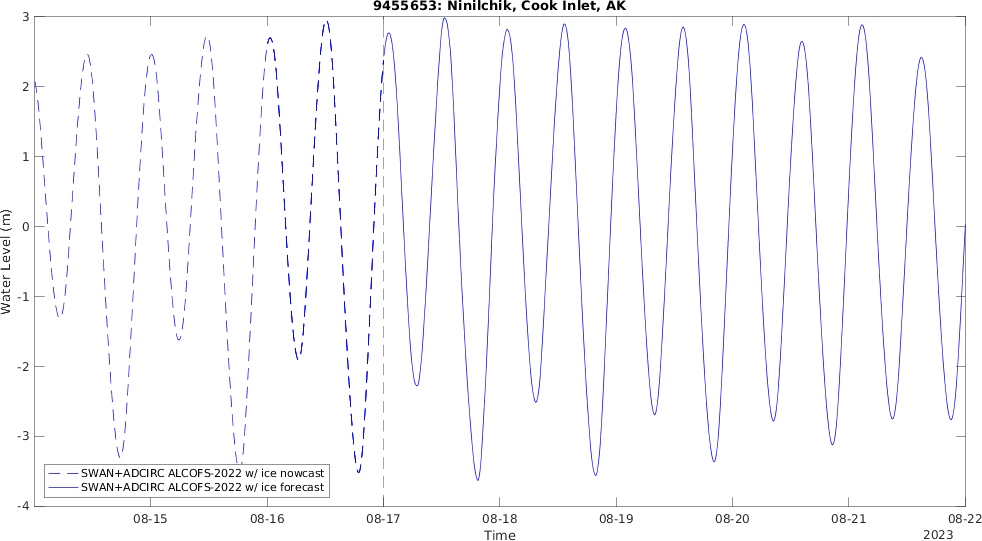 9455653: Ninilchik, Cook Inlet, AK
3
2
1
0
-1
-2
-3
-4
Water Level (m)
SWAN+ADCIRC ALCOFS-2022 w/ ice nowcast
SWAN+ADCIRC ALCOFS-2022 w/ ice forecast
08-15 08-16 08-17 08-18 08-19 08-20 08-21 08-22
Time
2023